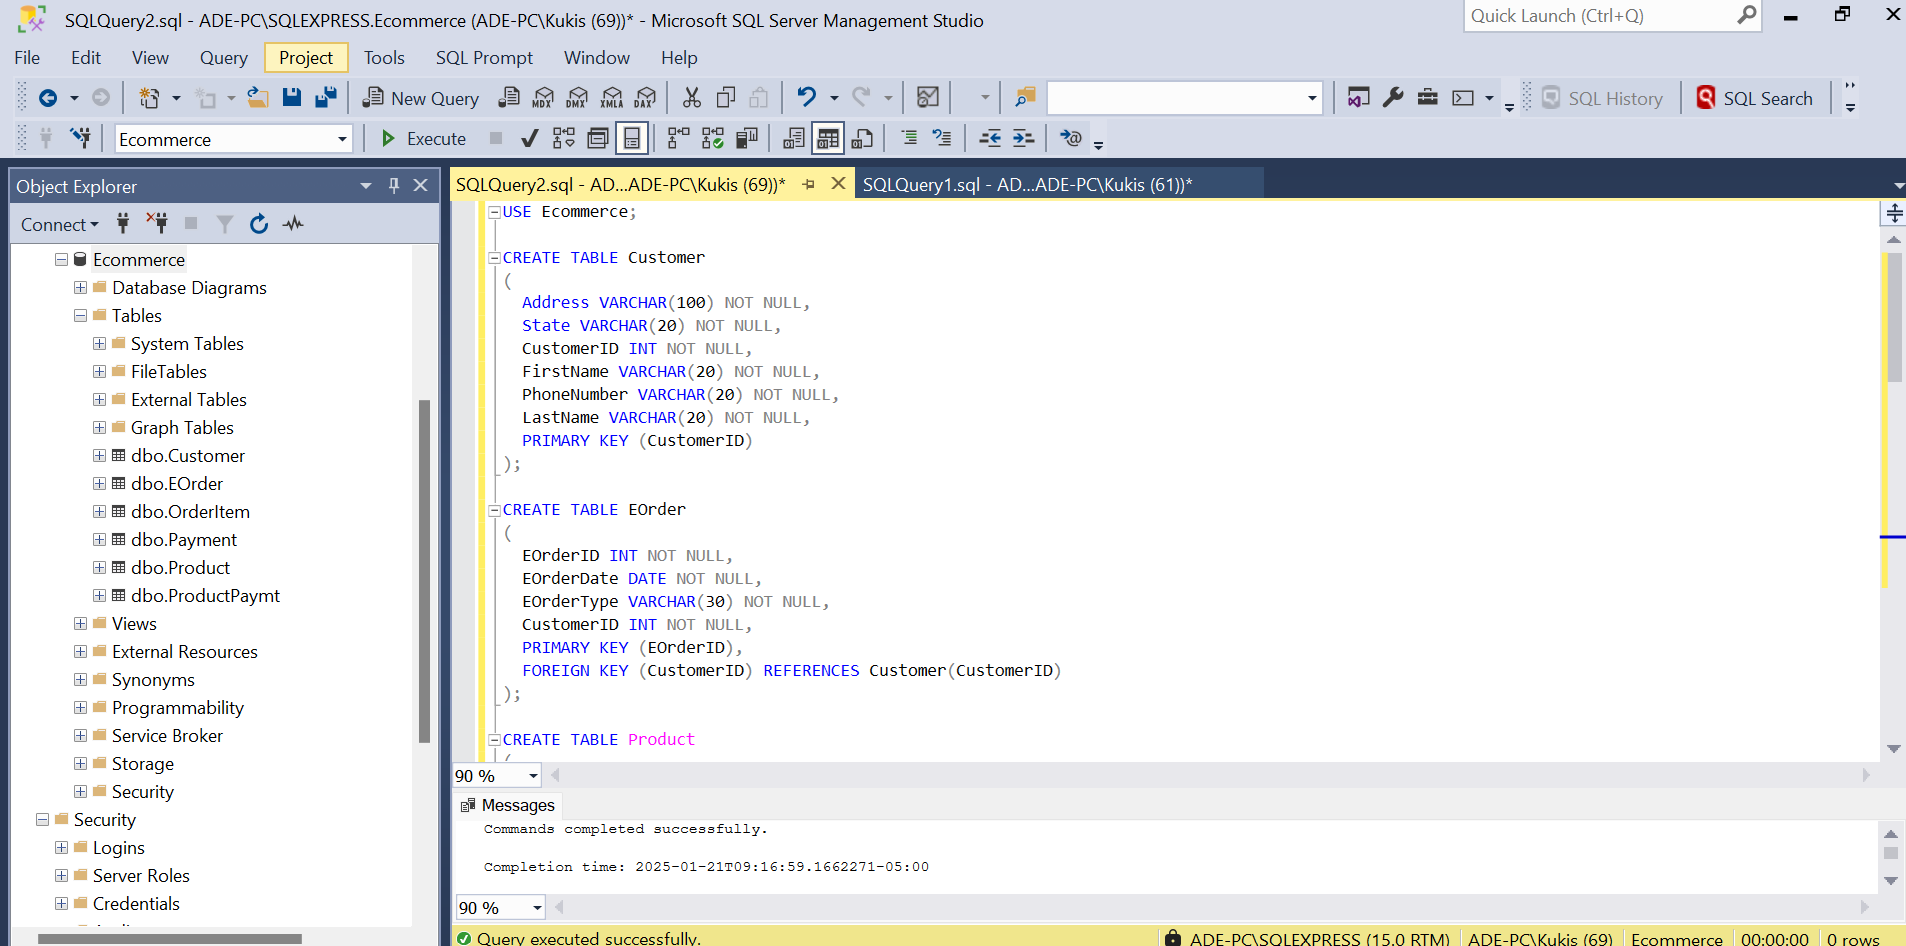 SQLQuery2.sql - ADE-PC\SQLEXPRESS.Ecommerce (ADE-PC\Kukis (69))* - Microsoft SQL Server Management Studio
Quick Launch (Ctrl+Q)
File Edit View Query Project Tools SQL Prompt Window Help
New Query MDX DMX XMLA DAX SQL History SQL Search
Ecommerce Execute
Object Explorer
Connect
Ecommerce
Database Diagrams
Tables
System Tables
FileTables
External Tables
Graph Tables
dbo.Customer
dbo.EOrder
dbo.OrderItem
dbo.Payment
dbo.Product
dbo.ProductPaymt
Views
External Resources
Synonyms
Programmability
Service Broker
Storage
Security
Security
Logins
Server Roles
Credentials
SQLQuery2.sql - AD...ADE-PC\Kukis (69))* SQLQuery1.sql - AD...ADE-PC\Kukis (61))*
USE Ecommerce;
CREATE TABLE Customer
(
Address VARCHAR(100) NOT NULL,
State VARCHAR(20) NOT NULL,
CustomerID INT NOT NULL,
FirstName VARCHAR(20) NOT NULL,
PhoneNumber VARCHAR(20) NOT NULL,
LastName VARCHAR(20) NOT NULL,
PRIMARY KEY (CustomerID)
);
CREATE TABLE EOrder
(
EOrderID INT NOT NULL,
EOrderDate DATE NOT NULL,
EOrderType VARCHAR(30) NOT NULL,
CustomerID INT NOT NULL,
PRIMARY KEY (EOrderID),
FOREIGN KEY (CustomerID) REFERENCES Customer(CustomerID)
);
CREATE TABLE Product
(
90 %
Messages
Commands completed successfully.
Completion time: 2025-01-21T09:16:59.1662271-05:00
90 %
Query executed successfully. ADE-PC\SQLEXPRESS (15.0 RTM) ADE-PC\Kukis (69) Ecommerce 00:00:00 0 rows